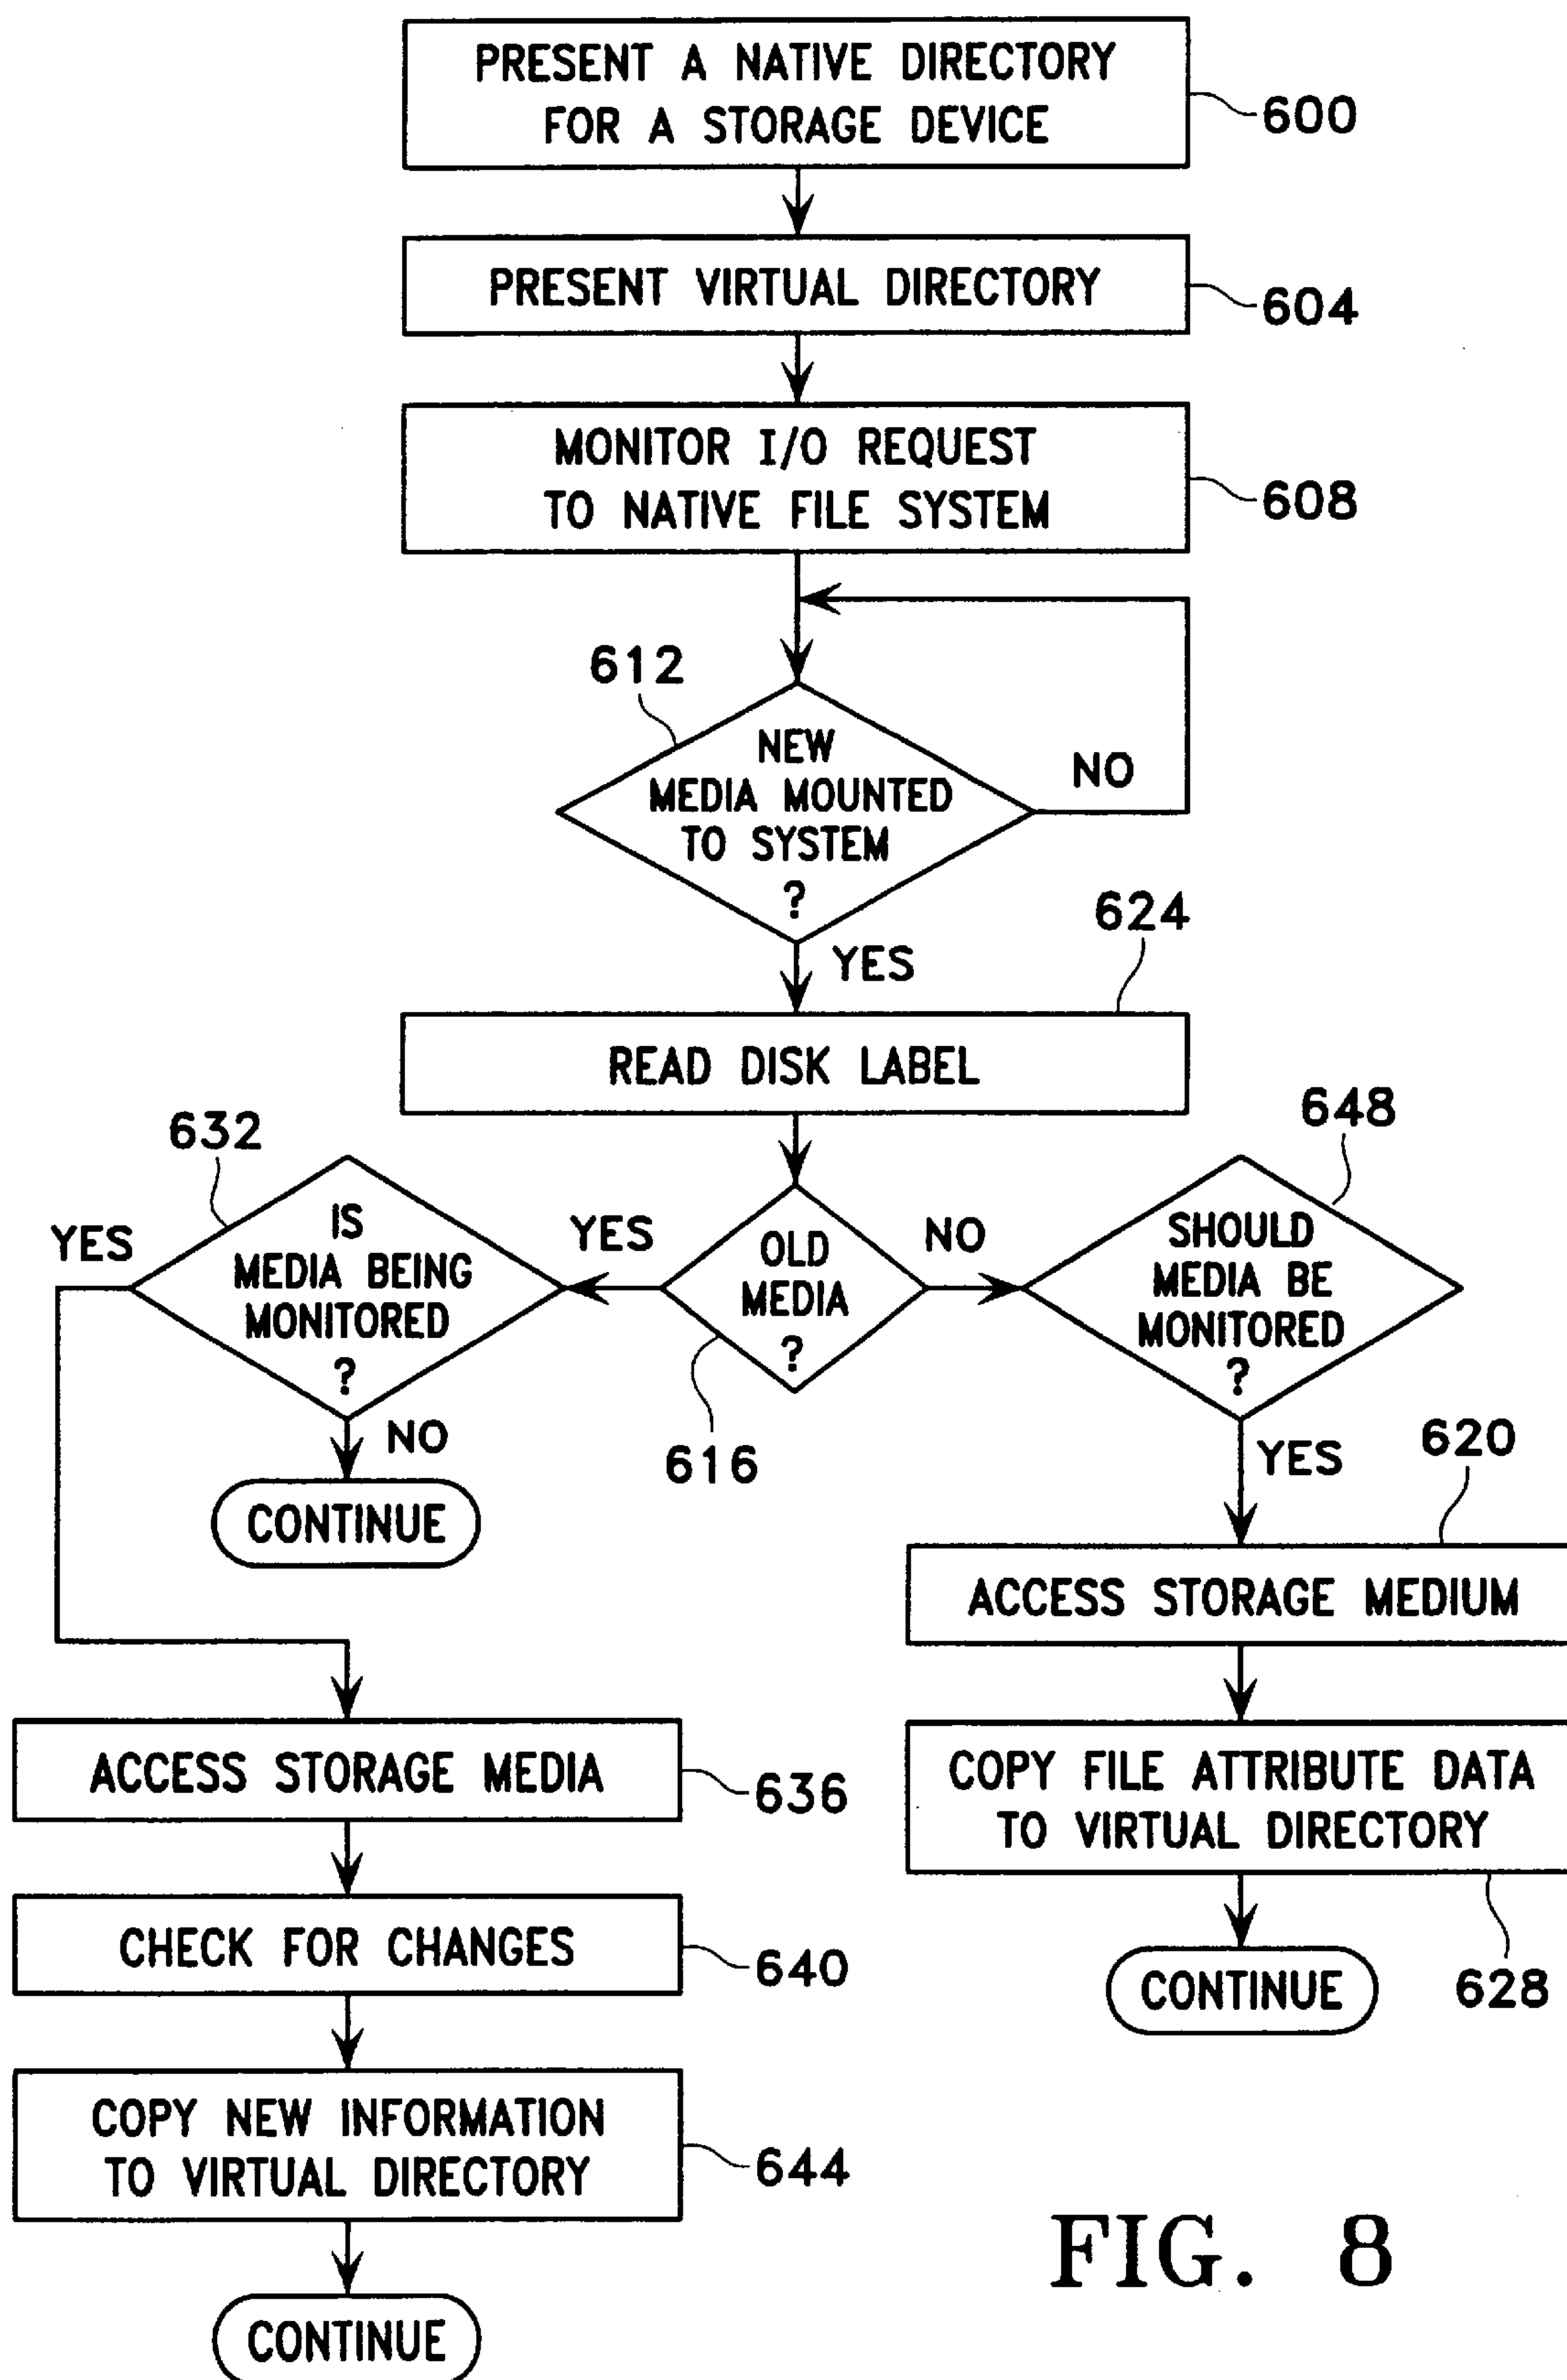 PRESENT A NATIVE DIRECTORY
FOR A STORAGE DEVICE
600
PRESENT VIRTUAL DIRECTORY
604
MONITOR I/O REQUEST
TO NATIVE FILE SYSTEM
608
612
NEW
MEDIA MOUNTED
TO SYSTEM
?
NO
YES
624
READ DISK LABEL
632
IS
MEDIA BEING
MONITORED
?
YES
NO
CONTINUE
YES
OLD
MEDIA
?
616
NO
648
SHOULD
MEDIA BE
MONITORED
?
YES
620
ACCESS STORAGE MEDIUM
COPY FILE ATTRIBUTE DATA
TO VIRTUAL DIRECTORY
628
CONTINUE
ACCESS STORAGE MEDIA
636
CHECK FOR CHANGES
640
COPY NEW INFORMATION
TO VIRTUAL DIRECTORY
644
CONTINUE
FIG. 8